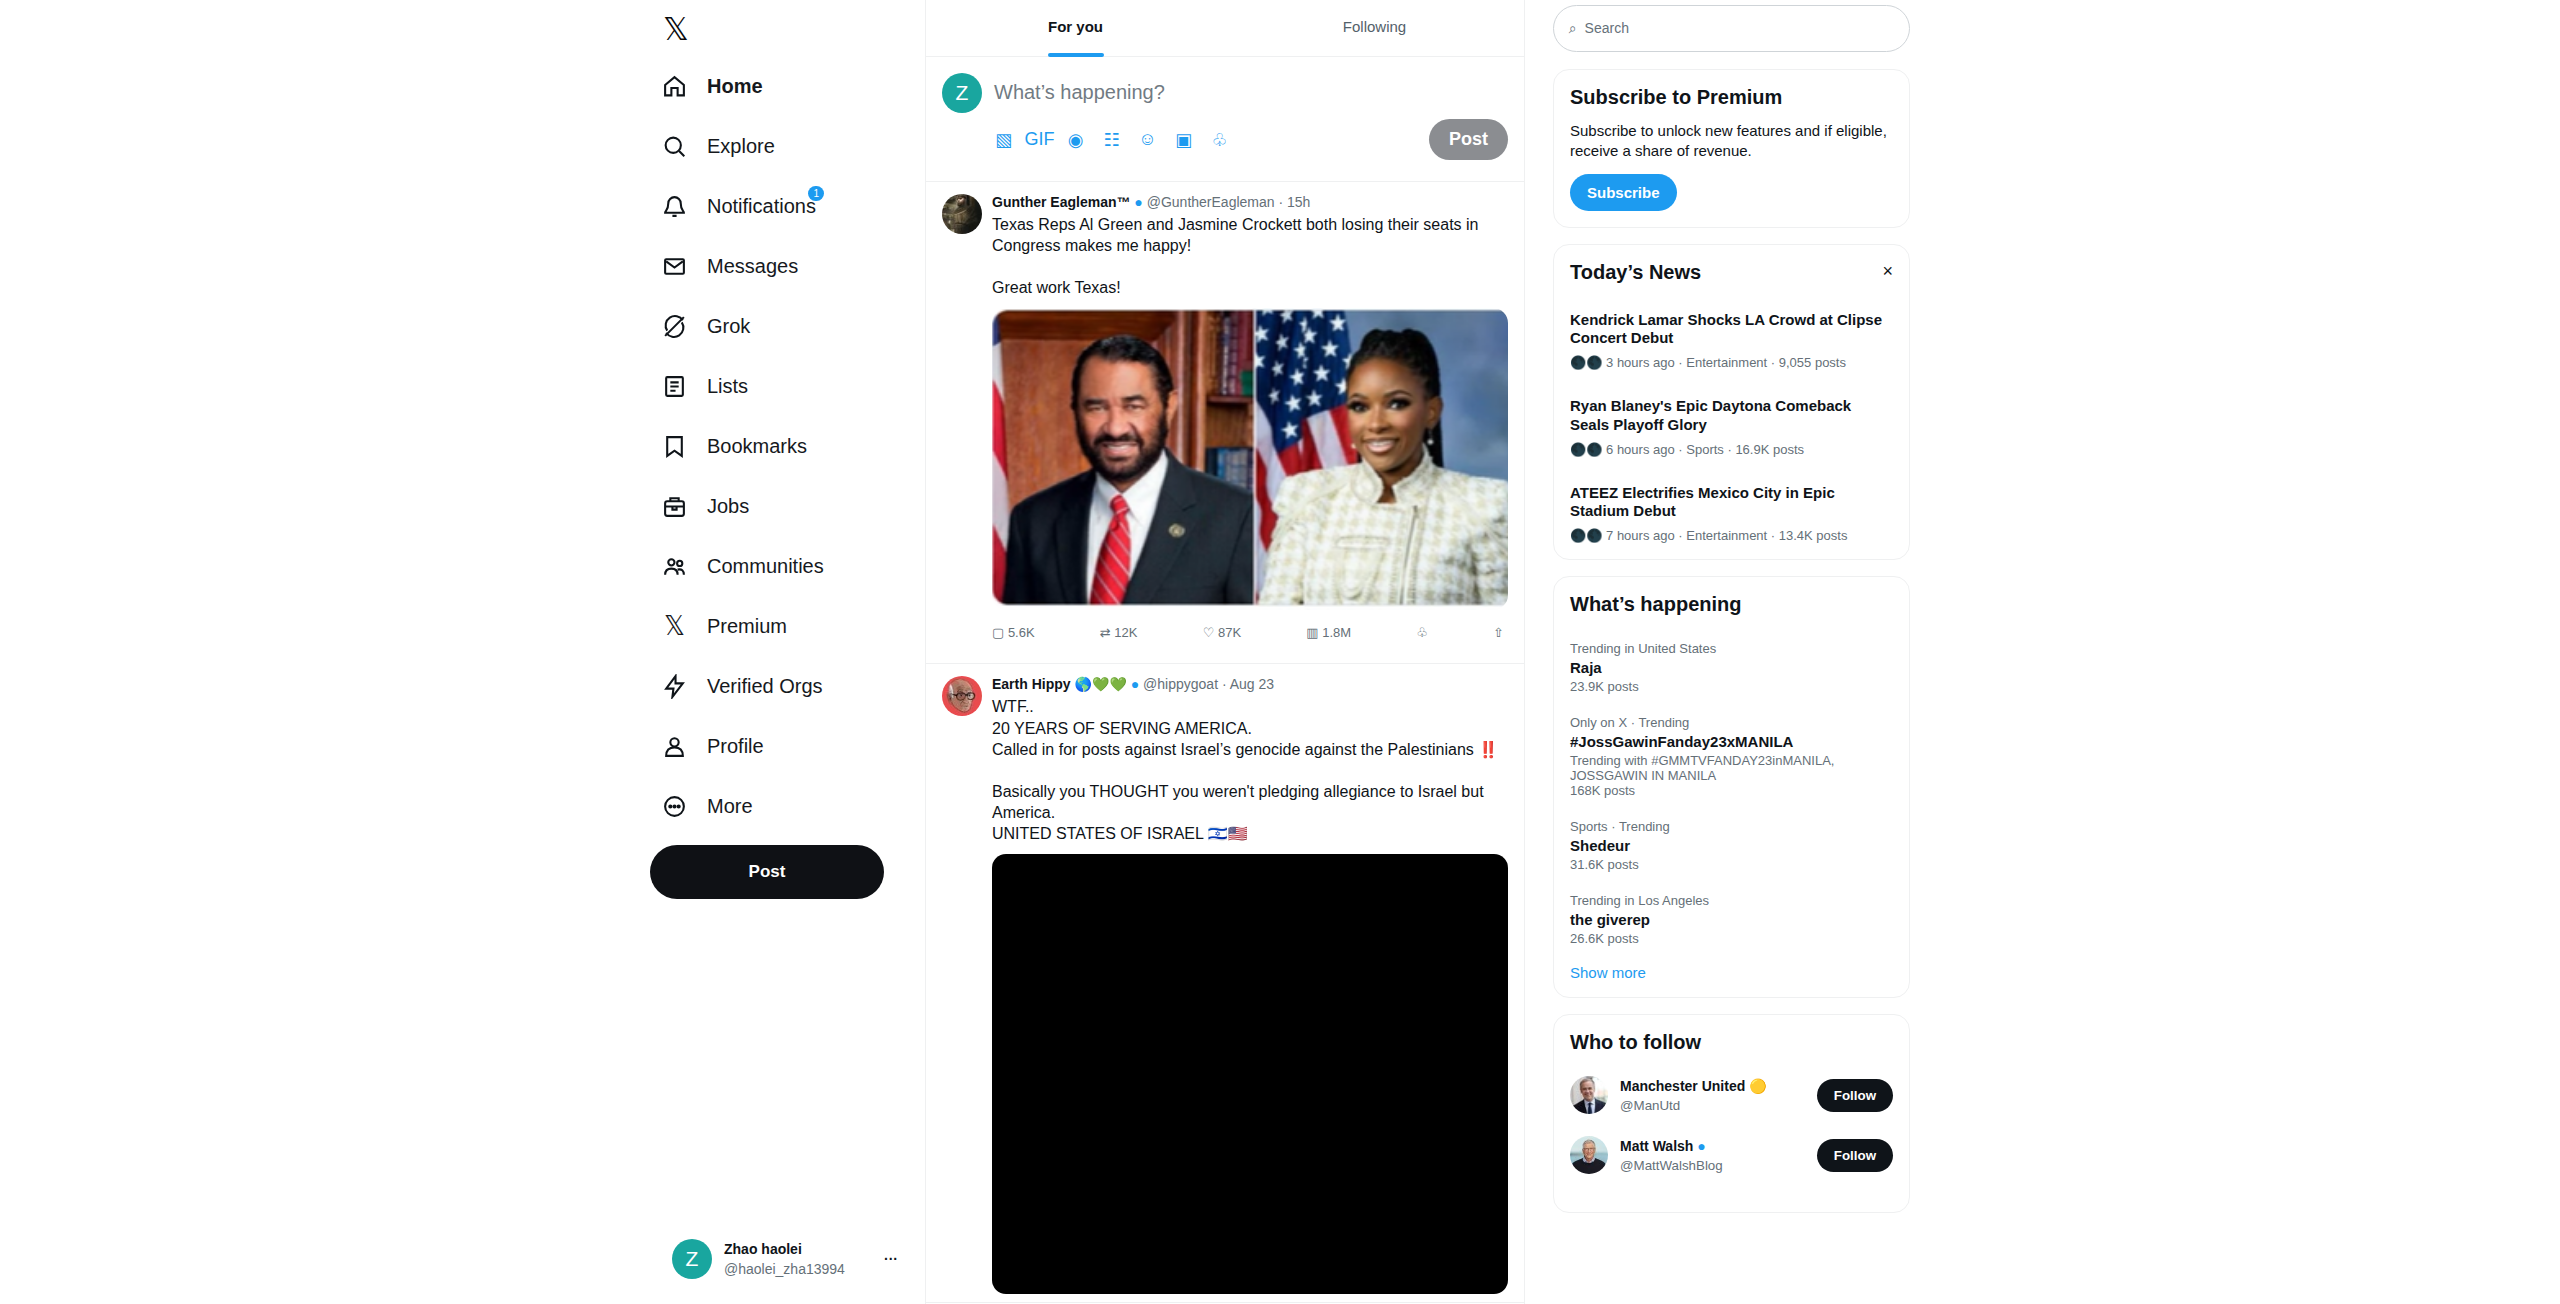 𝕏
Home
Explore
Notifications 1
Messages
Grok
Lists
Bookmarks
Jobs
Communities
𝕏 Premium
Verified Orgs
Profile
More
Post
Z Zhao haolei
@haolei_zha13994
For you
Following
Z What’s happening?
GIF
Post
Gunther Eagleman™ @GuntherEagleman · 15h
Texas Reps Al Green and Jasmine Crockett both losing their seats in
Congress makes me happy!
Great work Texas!
5.6K 12K 87K 1.8M
Earth Hippy 🌎💚💚 @hippygoat · Aug 23
WTF..
20 YEARS OF SERVING AMERICA.
Called in for posts against Israel’s genocide against the Palestinians ‼️
Basically you THOUGHT you weren't pledging allegiance to Israel but
America.
UNITED STATES OF ISRAEL 🇮🇱🇺🇸
Search
Subscribe to Premium
Subscribe to unlock new features and if eligible,
receive a share of revenue.
Subscribe
Today’s News ×
Kendrick Lamar Shocks LA Crowd at Clipse
Concert Debut
3 hours ago · Entertainment · 9,055 posts
Ryan Blaney's Epic Daytona Comeback
Seals Playoff Glory
6 hours ago · Sports · 16.9K posts
ATEEZ Electrifies Mexico City in Epic
Stadium Debut
7 hours ago · Entertainment · 13.4K posts
What’s happening
Trending in United States
Raja
23.9K posts
Only on X · Trending
#JossGawinFanday23xMANILA
Trending with #GMMTVFANDAY23inMANILA,
JOSSGAWIN IN MANILA
168K posts
Sports · Trending
Shedeur
31.6K posts
Trending in Los Angeles
the giverep
26.6K posts
Show more
Who to follow
Manchester United
@ManUtd
Follow
Matt Walsh
@MattWalshBlog
Follow